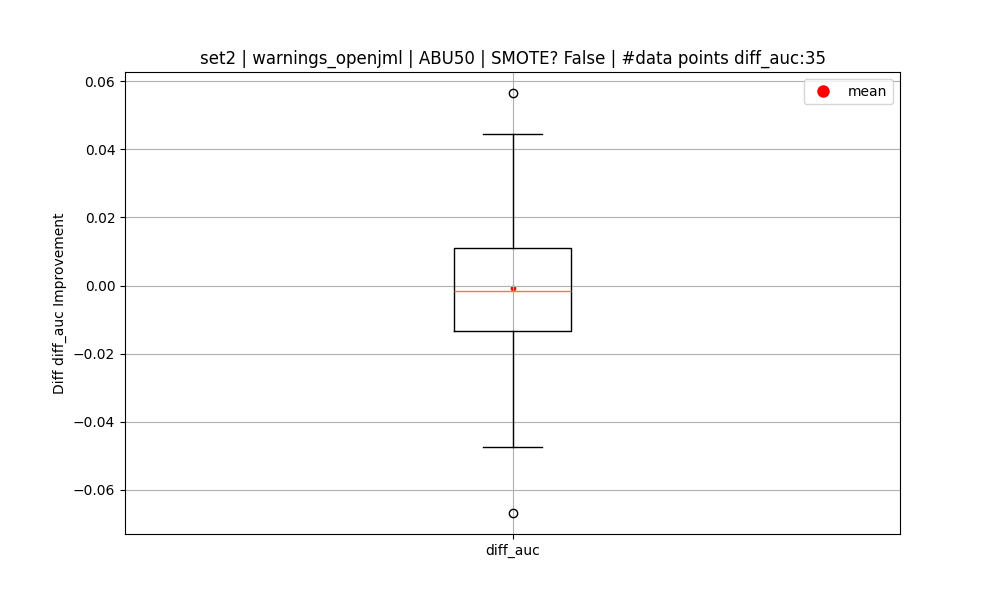 set2 | warnings_openjml | ABU50 | SMOTE? False | #data points diff_auc:35
mean
Diff diff_auc Improvement
0.06
0.04
0.02
0.00
−0.02
−0.04
−0.06
diff_auc